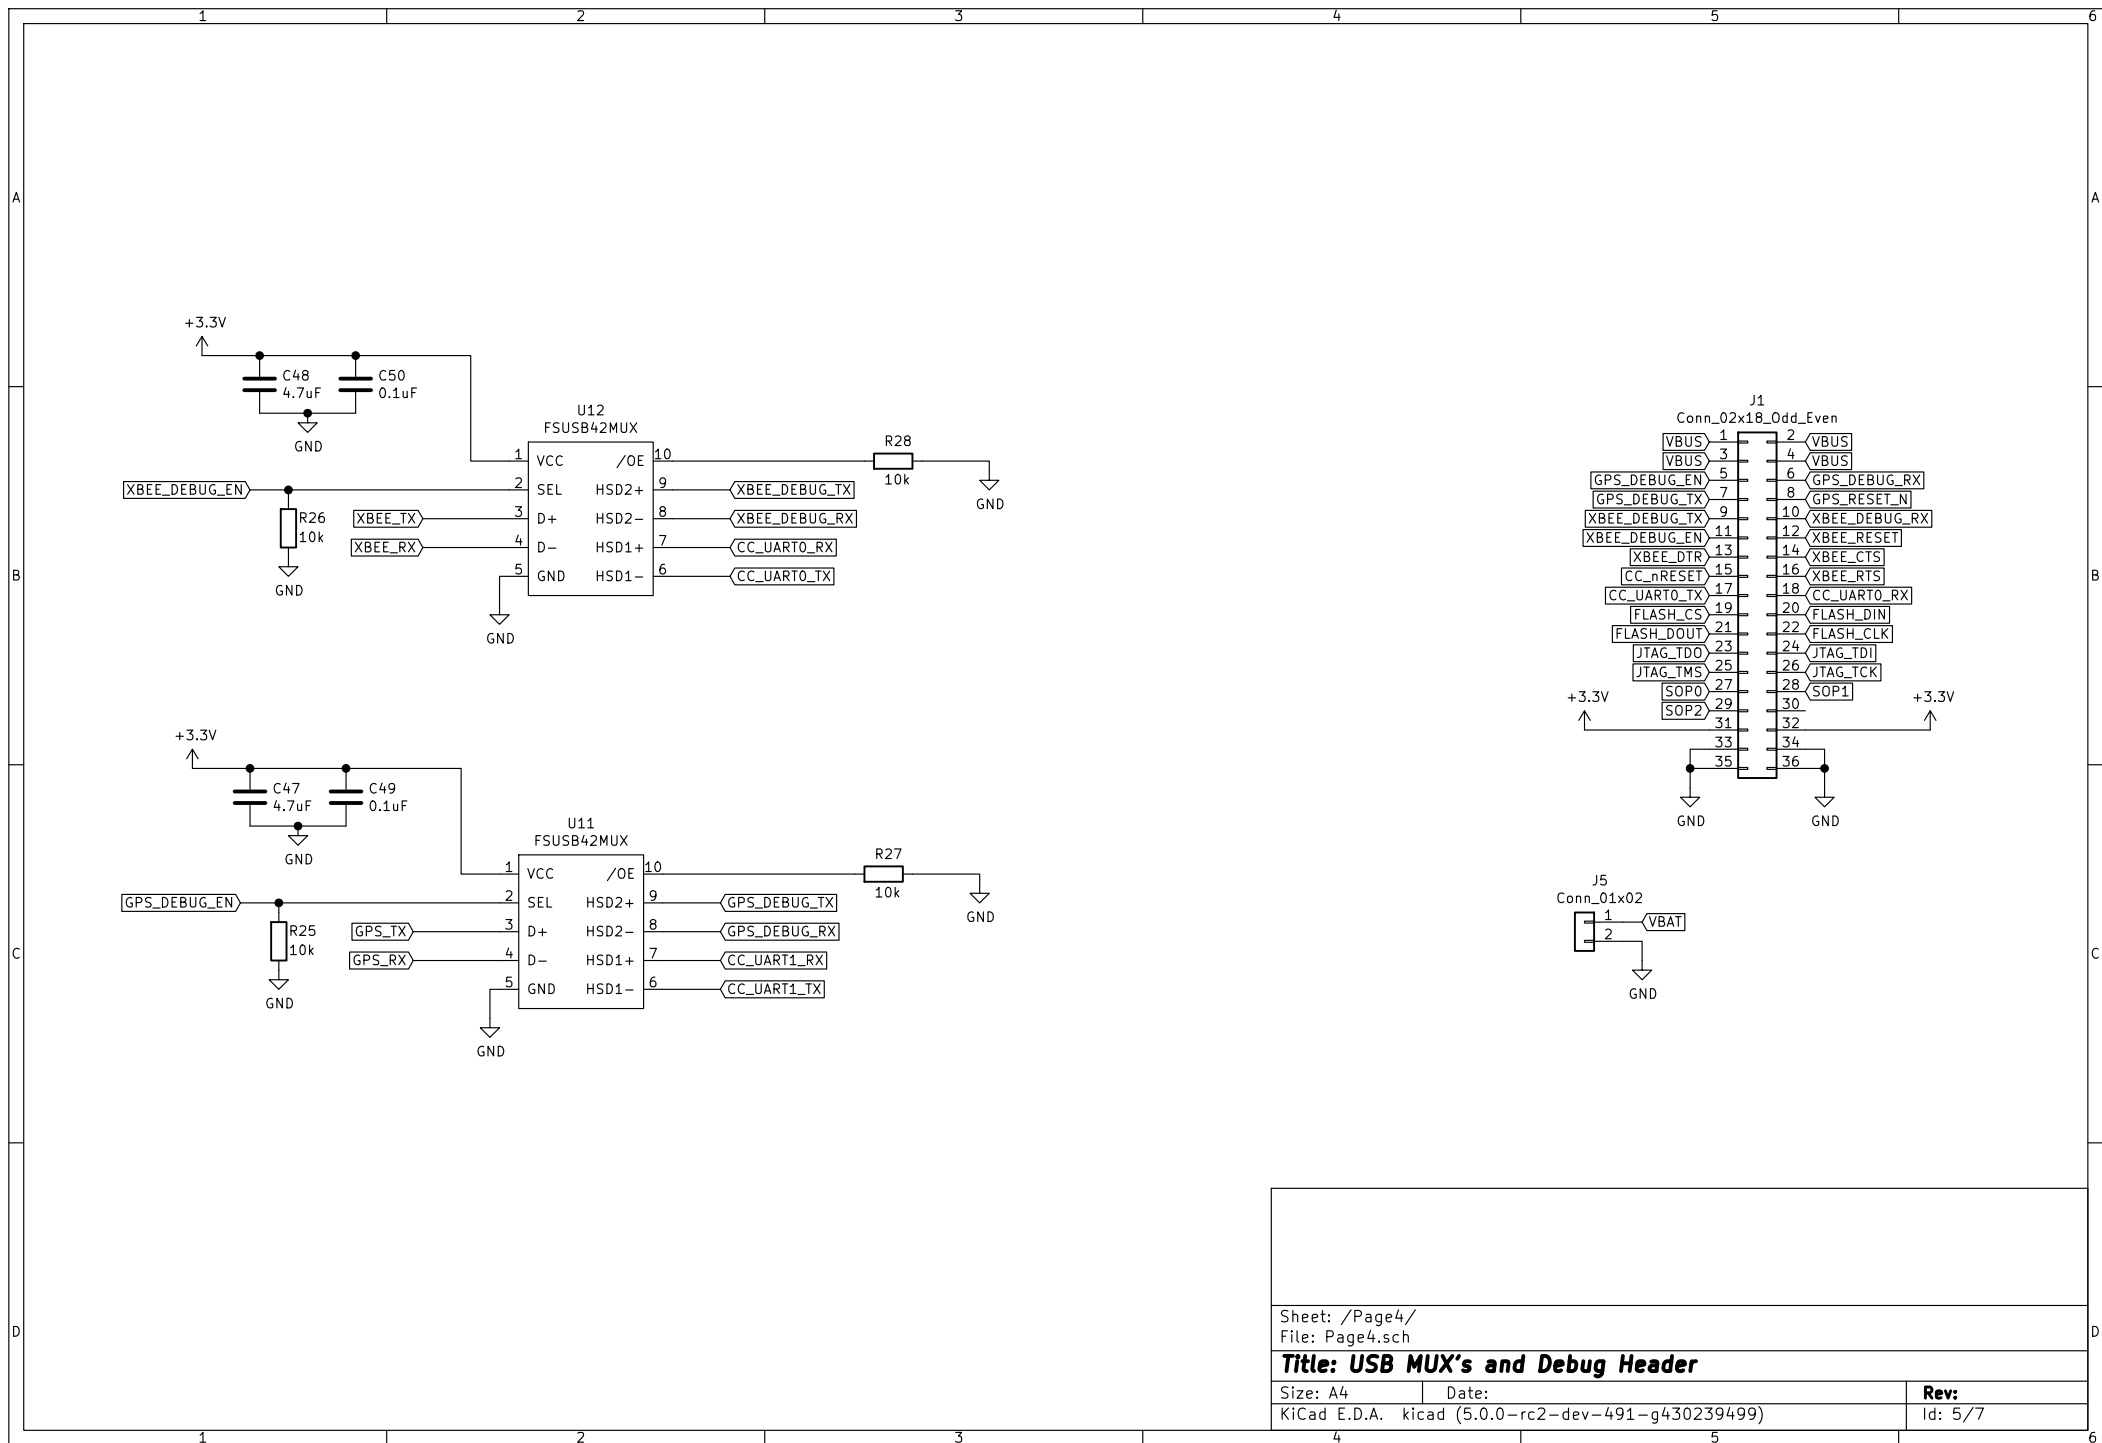 1 2 3 4 5 6
A A
+3.3V
C48
4.7uF
C50
0.1uF
GND
U12
FSUSB42MUX
1 VCC /OE 10
2 SEL HSD2+ 9
3 D+ HSD2- 8
4 D- HSD1+ 7
5 GND HSD1- 6
XBEE_DEBUG_EN
R26
10k
GND
XBEE_TX
XBEE_RX
GND
R28
10k
GND
XBEE_DEBUG_TX
XBEE_DEBUG_RX
CC_UART0_RX
CC_UART0_TX
J1
Conn_02x18_Odd_Even
VBUS 1 2 VBUS
VBUS 3 4 VBUS
GPS_DEBUG_EN 5 6 GPS_DEBUG_RX
GPS_DEBUG_TX 7 8 GPS_RESET_N
XBEE_DEBUG_TX 9 10 XBEE_DEBUG_RX
XBEE_DEBUG_EN 11 12 XBEE_RESET
XBEE_DTR 13 14 XBEE_CTS
CC_nRESET 15 16 XBEE_RTS
CC_UART0_TX 17 18 CC_UART0_RX
FLASH_CS 19 20 FLASH_DIN
FLASH_DOUT 21 22 FLASH_CLK
JTAG_TDO 23 24 JTAG_TDI
JTAG_TMS 25 26 JTAG_TCK
SOP0 27 28 SOP1
SOP2 29 30
+3.3V 31 32 +3.3V
33 34
35 36
GND GND
B B
+3.3V
C47
4.7uF
C49
0.1uF
GND
U11
FSUSB42MUX
1 VCC /OE 10
2 SEL HSD2+ 9
3 D+ HSD2- 8
4 D- HSD1+ 7
5 GND HSD1- 6
GPS_DEBUG_EN
R25
10k
GND
GPS_TX
GPS_RX
GND
R27
10k
GND
GPS_DEBUG_TX
GPS_DEBUG_RX
CC_UART1_RX
CC_UART1_TX
J5
Conn_01x02
1 VBAT
2
GND
C C
D D
Sheet: /Page4/
File: Page4.sch
Title: USB MUX's and Debug Header
Size: A4 Date: Rev:
KiCad E.D.A. kicad (5.0.0-rc2-dev-491-g430239499) Id: 5/7
1 2 3 4 5 6